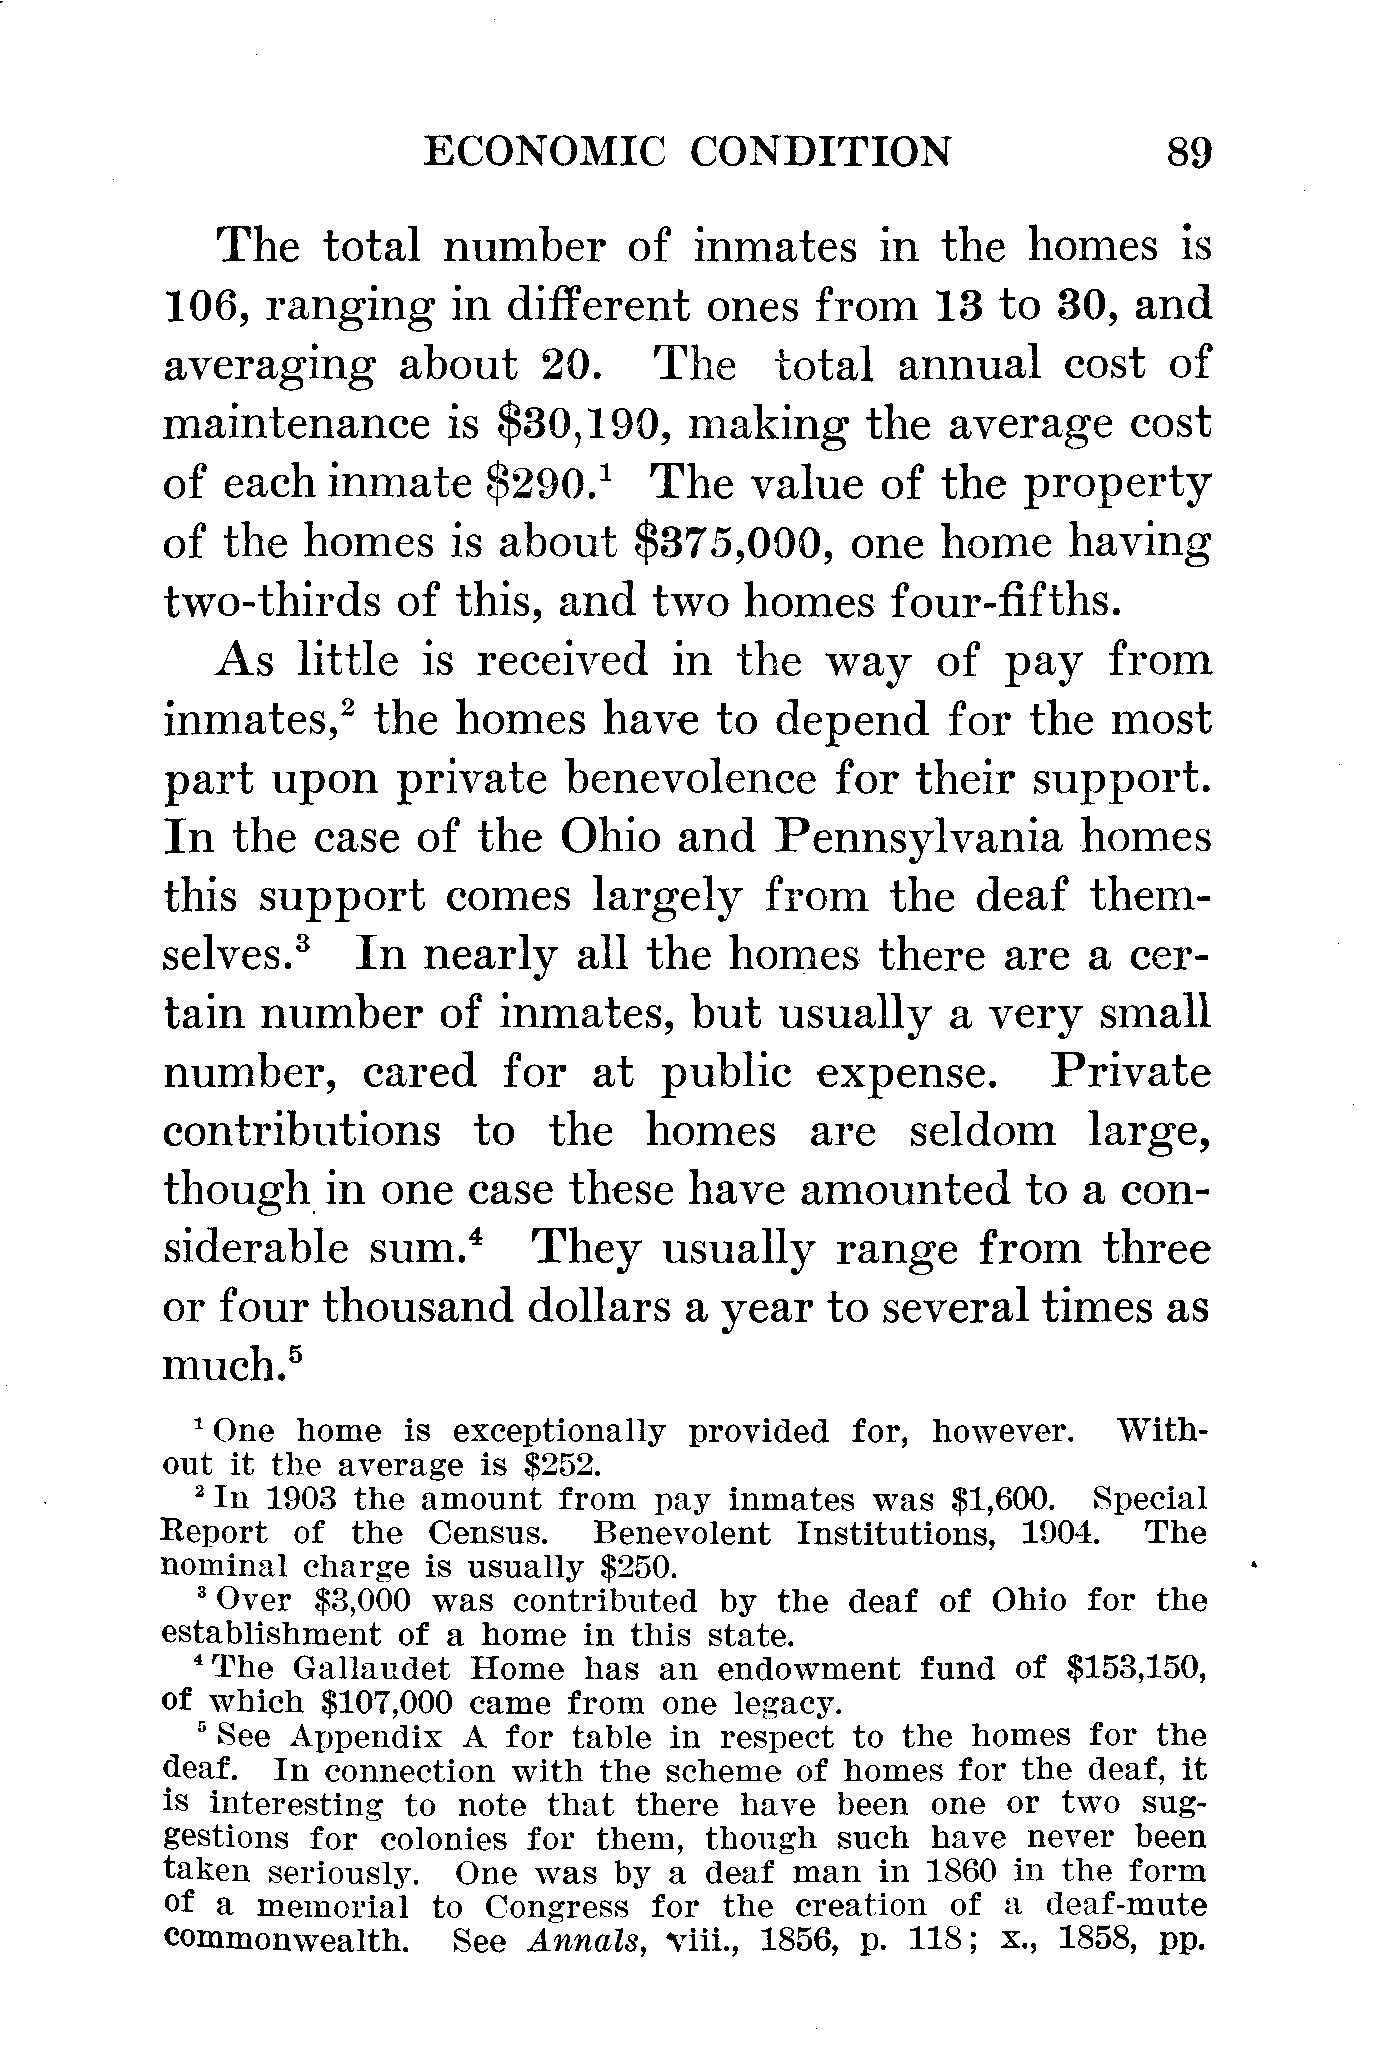 ECONOMIC CONDITION 89
The total number of inmates in the homes is
106, ranging in different ones from 13 to 30, and
averaging about 20. The total annual cost of
maintenance is $30,190, making the average cost
of each inmate $290.¹ The value of the property
of the homes is about $375,000, one home having
two-thirds of this, and two homes four-fifths.
As little is received in the way of pay from
inmates,² the homes have to depend for the most
part upon private benevolence for their support.
In the case of the Ohio and Pennsylvania homes
this support comes largely from the deaf them-
selves.³ In nearly all the homes there are a cer-
tain number of inmates, but usually a very small
number, cared for at public expense. Private
contributions to the homes are seldom large,
though in one case these have amounted to a con-
siderable sum.⁴ They usually range from three
or four thousand dollars a year to several times as
much.⁵
¹ One home is exceptionally provided for, however. With-
out it the average is $252.
² In 1903 the amount from pay inmates was $1,600. Special
Report of the Census. Benevolent Institutions, 1904. The
nominal charge is usually $250.
³ Over $3,000 was contributed by the deaf of Ohio for the
establishment of a home in this state.
⁴ The Gallaudet Home has an endowment fund of $153,150,
of which $107,000 came from one legacy.
⁵ See Appendix A for table in respect to the homes for the
deaf. In connection with the scheme of homes for the deaf, it
is interesting to note that there have been one or two sug-
gestions for colonies for them, though such have never been
taken seriously. One was by a deaf man in 1860 in the form
of a memorial to Congress for the creation of a deaf-mute
commonwealth. See Annals, viii., 1856, p. 118; x., 1858, pp.